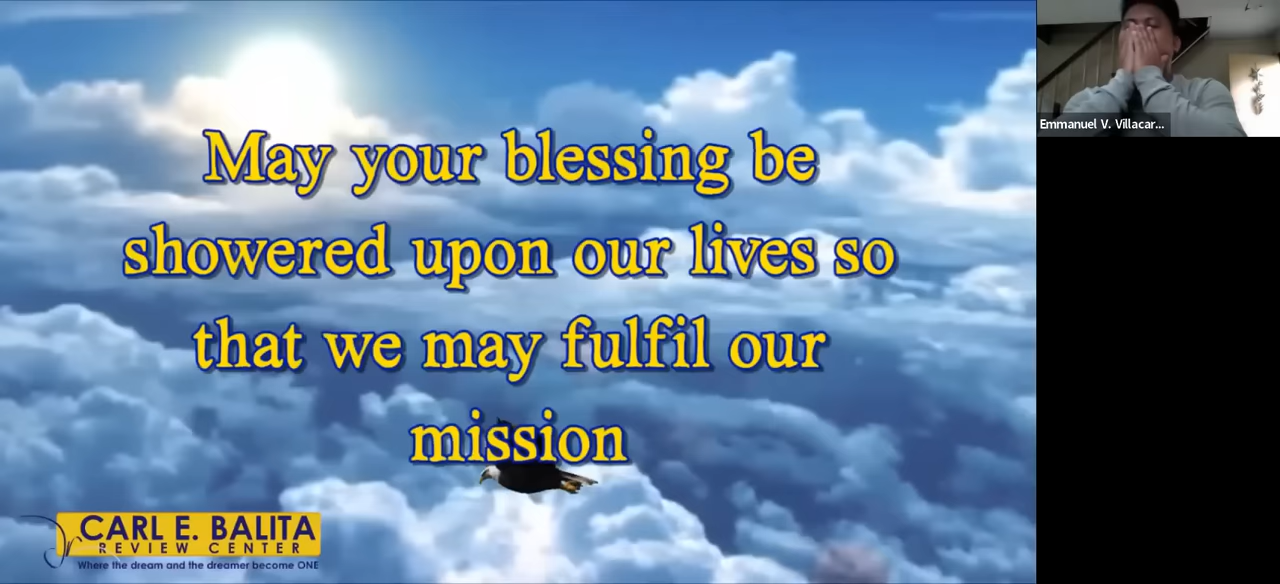 May your blessing be
showered upon our lives so
that we may fulfil our
mission
Emmanuel V. Villacar...
Dr. CARL E. BALITA
REVIEW CENTER
Where the dream and the dreamer become ONE